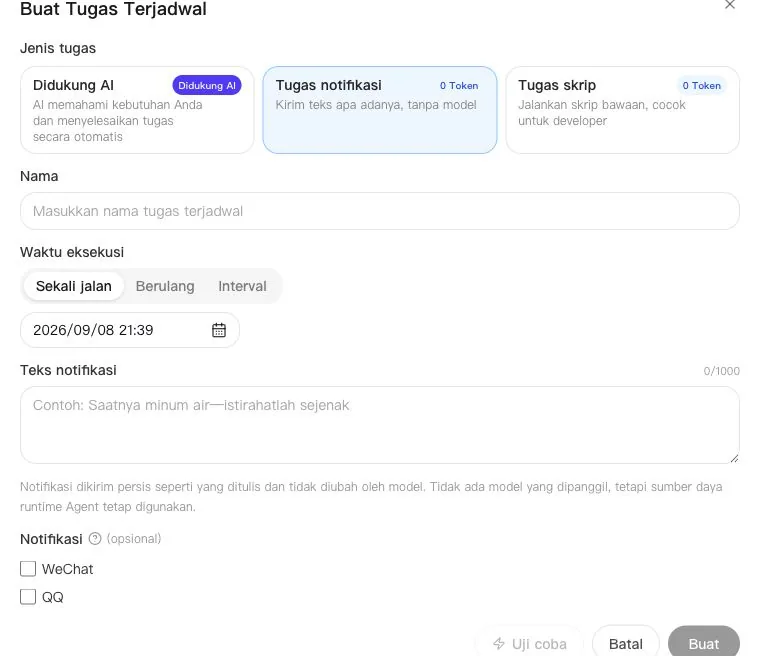 Buat Tugas Terjadwal
Jenis tugas
Didukung AI
Didukung AI
AI memahami kebutuhan Anda
dan menyelesaikan tugas
secara otomatis
Tugas notifikasi
0 Token
Kirim teks apa adanya, tanpa model
Tugas skrip
0 Token
Jalankan skrip bawaan, cocok
untuk developer
Nama
Masukkan nama tugas terjadwal
Waktu eksekusi
Sekali jalan
Berulang
Interval
2026/09/08 21:39
Teks notifikasi
0/1000
Contoh: Saatnya minum air—istirahatlah sejenak
Notifikasi dikirim persis seperti yang ditulis dan tidak diubah oleh model. Tidak ada model yang dipanggil, tetapi sumber daya
runtime Agent tetap digunakan.
Notifikasi (opsional)
WeChat
QQ
Uji coba
Batal
Buat